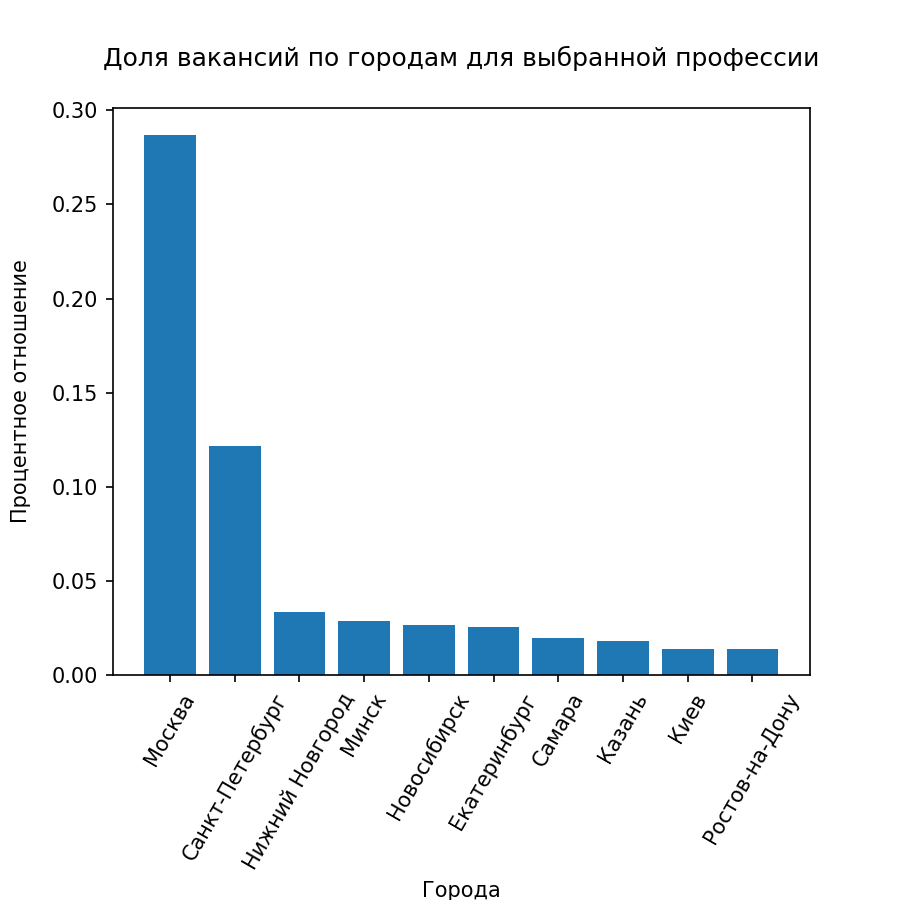 Доля вакансий по городам для выбранной профессии
Процентное отношение
0.30
0.25
0.20
0.15
0.10
0.05
0.00
Москва
Санкт-Петербург
Нижний Новгород
Минск
Новосибирск
Екатеринбург
Самара
Казань
Киев
Ростов-на-Дону
Города